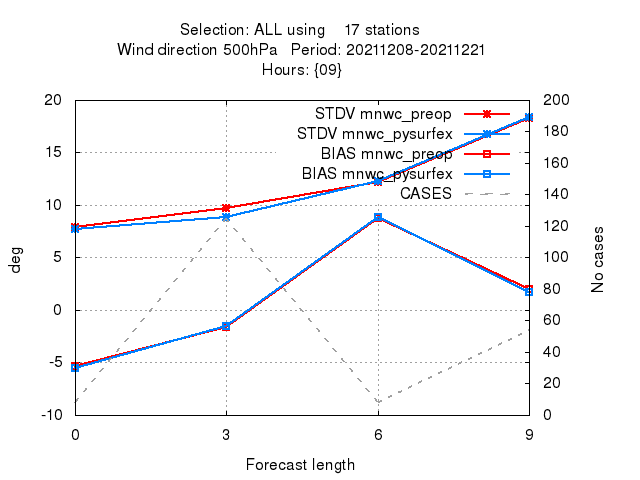 Selection: ALL using    17 stations
Wind direction 500hPa   Period: 20211208-20211221
Hours: {09}
STDV mnwc_preop
STDV mnwc_pysurfex
BIAS mnwc_preop
BIAS mnwc_pysurfex
CASES
20
15
10
5
0
-5
-10
deg
200
180
160
140
120
100
80
60
40
20
0
No cases
0 3 6 9
Forecast length